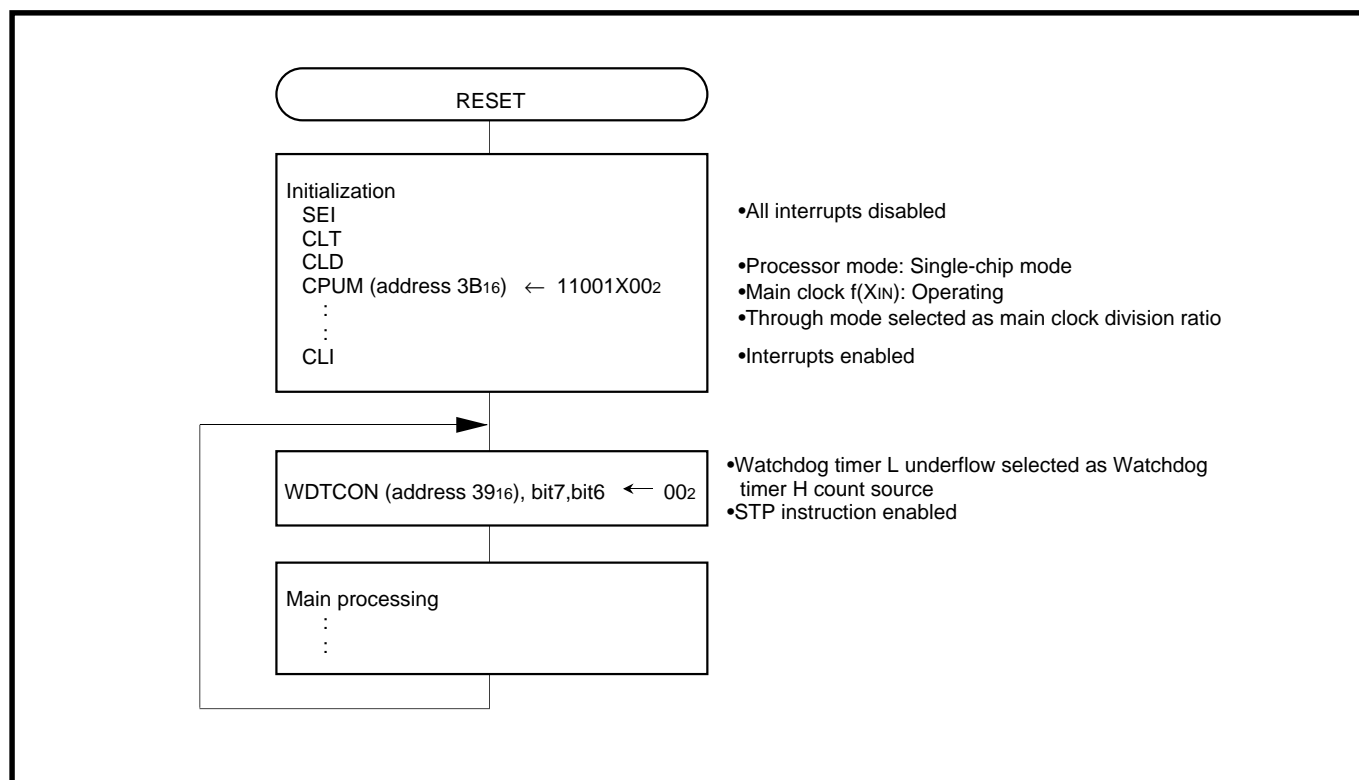 RESET
Initialization
SEI
CLT
CLD
CPUM (address 3B16) ← 11001X002
:
:
CLI
•All interrupts disabled
•Processor mode: Single-chip mode
•Main clock f(XIN): Operating
•Through mode selected as main clock division ratio
•Interrupts enabled
WDTCON (address 3916), bit7,bit6 ← 002
•Watchdog timer L underflow selected as Watchdog
timer H count source
•STP instruction enabled
Main processing
:
: